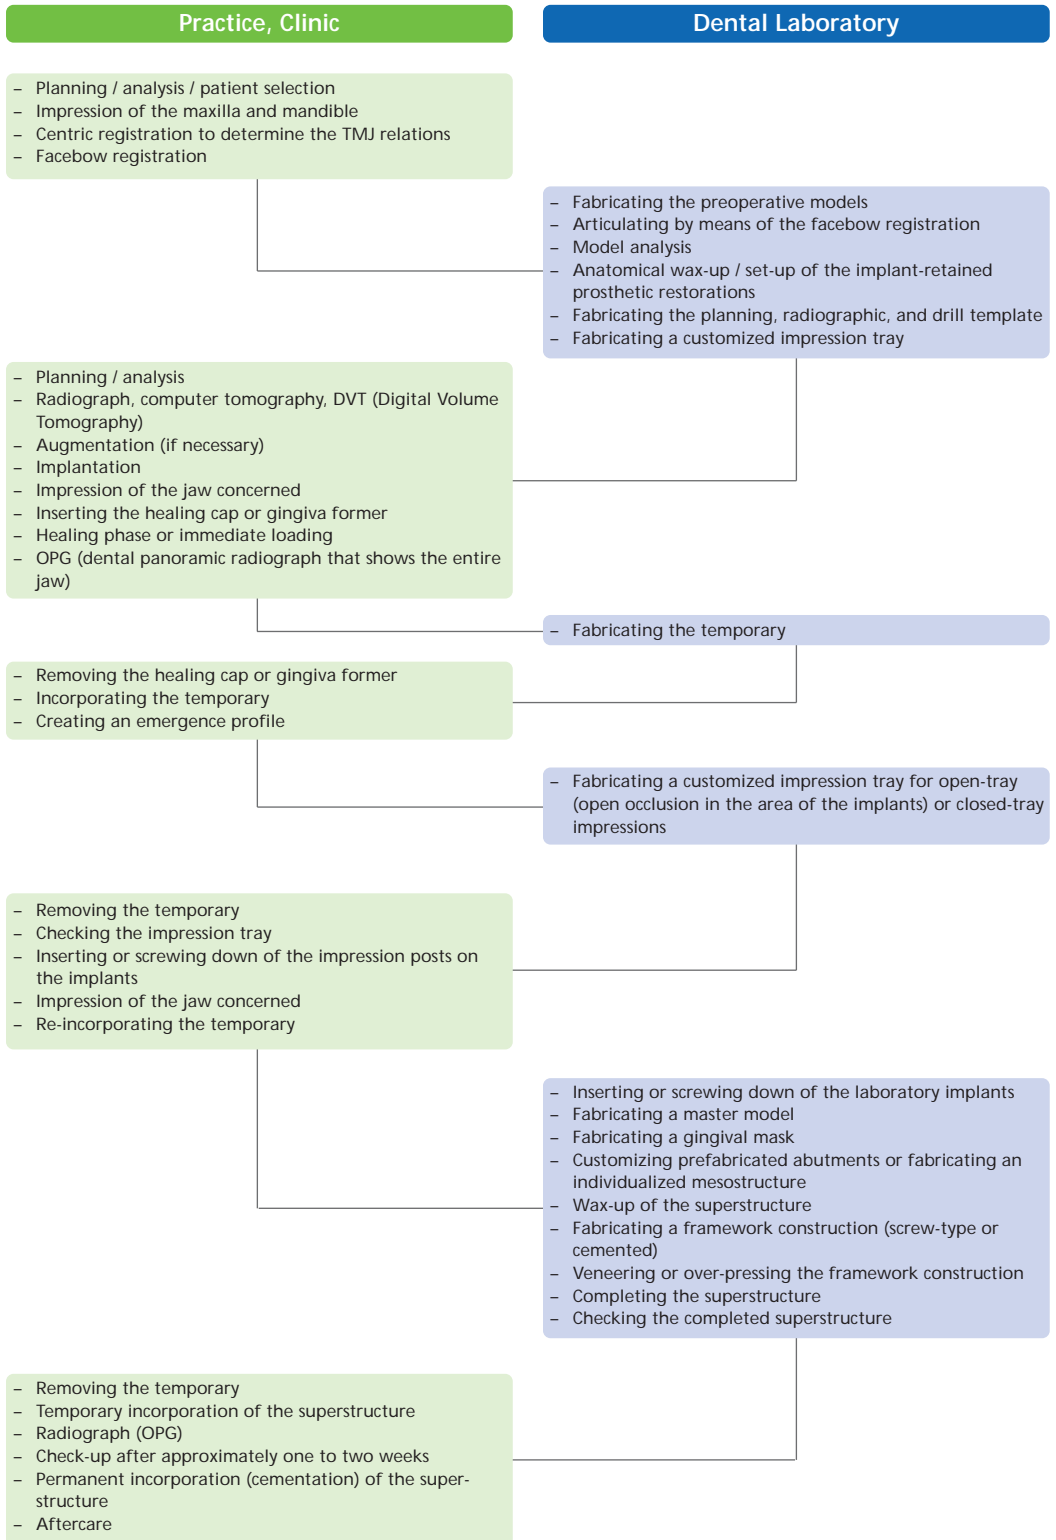 Practice, Clinic
Dental Laboratory
– Planning / analysis / patient selection
– Impression of the maxilla and mandible
– Centric registration to determine the TMJ relations
– Facebow registration
– Fabricating the preoperative models
– Articulating by means of the facebow registration
– Model analysis
– Anatomical wax-up / set-up of the implant-retained
prosthetic restorations
– Fabricating the planning, radiographic, and drill template
– Fabricating a customized impression tray
– Planning / analysis
– Radiograph, computer tomography, DVT (Digital Volume
Tomography)
– Augmentation (if necessary)
– Implantation
– Impression of the jaw concerned
– Inserting the healing cap or gingiva former
– Healing phase or immediate loading
– OPG (dental panoramic radiograph that shows the entire
jaw)
– Fabricating the temporary
– Removing the healing cap or gingiva former
– Incorporating the temporary
– Creating an emergence profile
– Fabricating a customized impression tray for open-tray
(open occlusion in the area of the implants) or closed-tray
impressions
– Removing the temporary
– Checking the impression tray
– Inserting or screwing down of the impression posts on
the implants
– Impression of the jaw concerned
– Re-incorporating the temporary
– Inserting or screwing down of the laboratory implants
– Fabricating a master model
– Fabricating a gingival mask
– Customizing prefabricated abutments or fabricating an
individualized mesostructure
– Wax-up of the superstructure
– Fabricating a framework construction (screw-type or
cemented)
– Veneering or over-pressing the framework construction
– Completing the superstructure
– Checking the completed superstructure
– Removing the temporary
– Temporary incorporation of the superstructure
– Radiograph (OPG)
– Check-up after approximately one to two weeks
– Permanent incorporation (cementation) of the super-
structure
– Aftercare